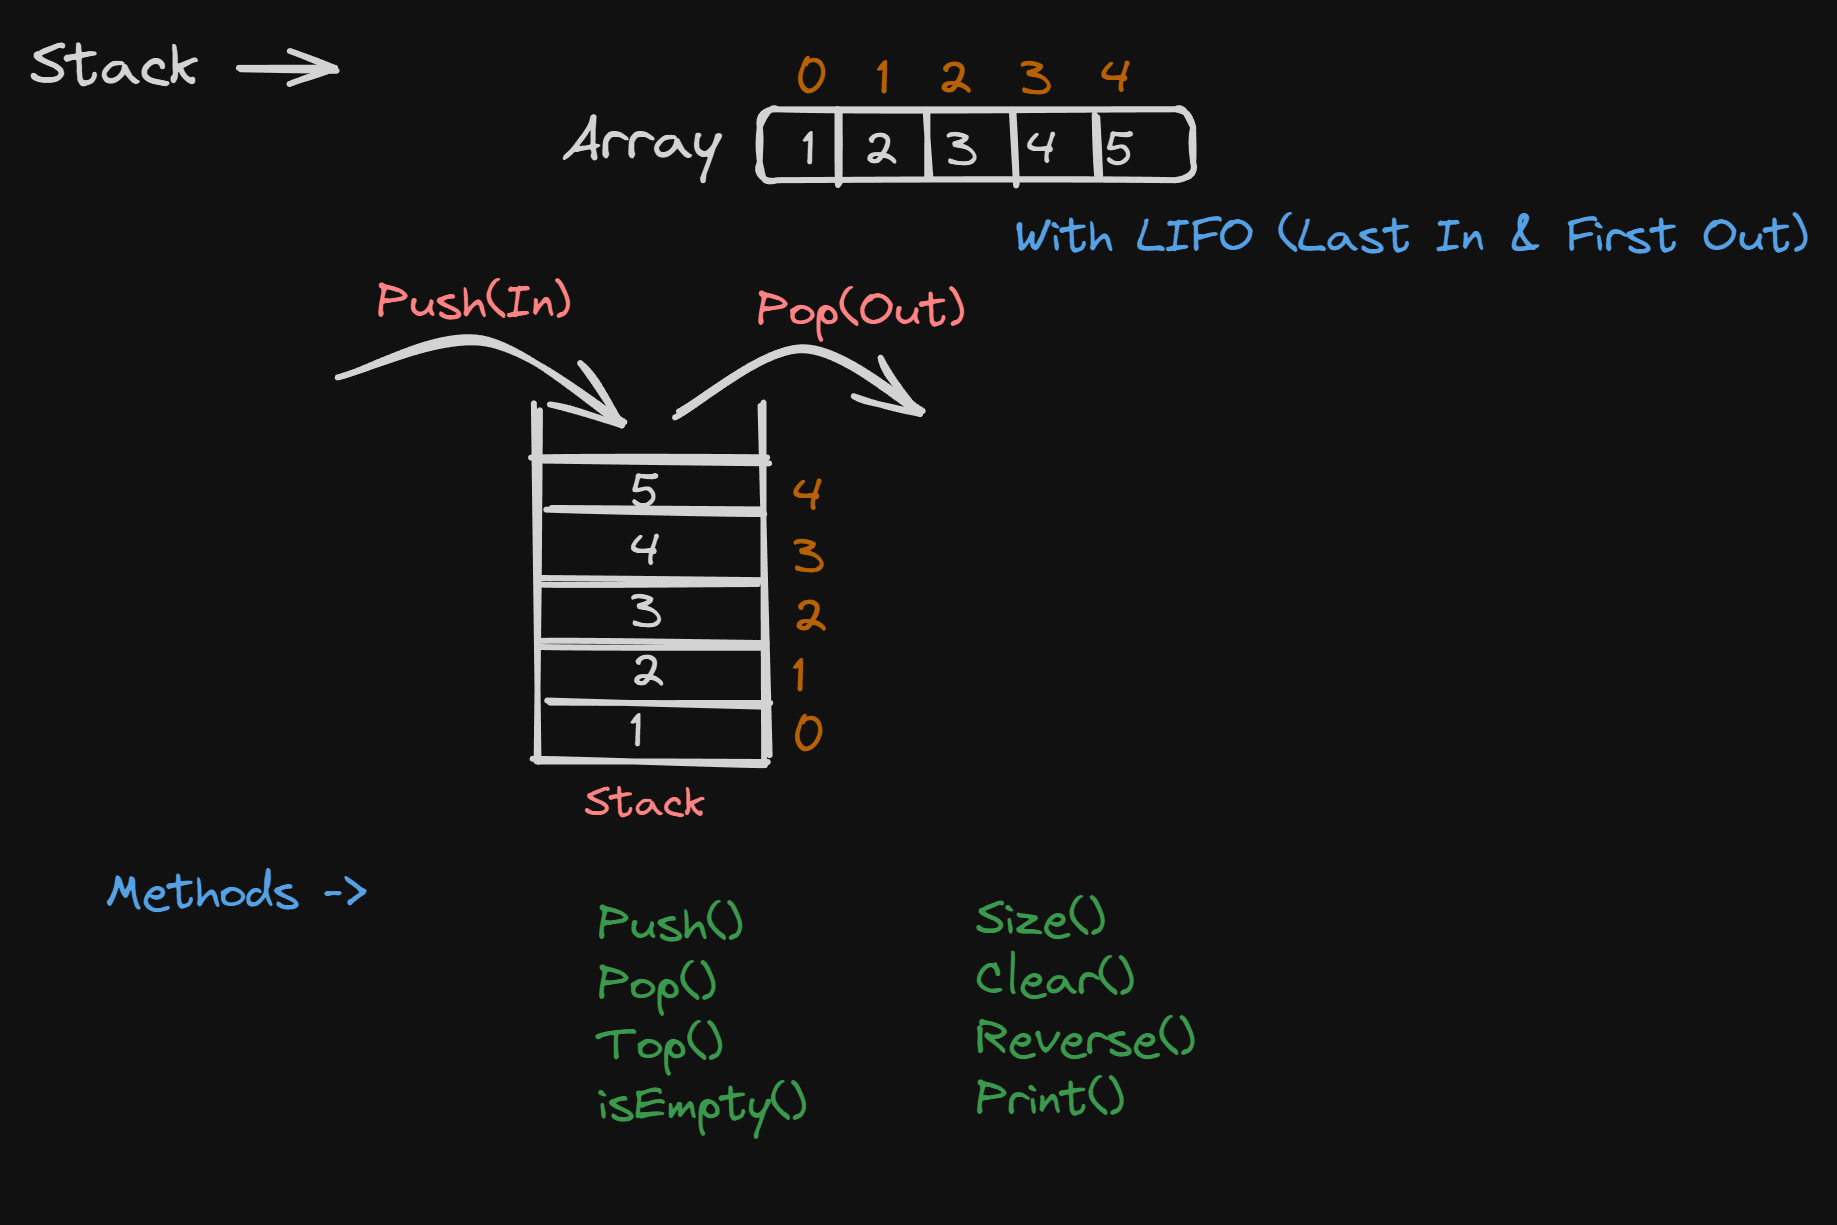 Stack
0 1 2 3 4
Array 1 2 3 4 5
With LIFO (Last In & First Out)
Push(In) Pop(Out)
5 4
4 3
3 2
2 1
1 0
Stack
Methods ->
Push() Size()
Pop() Clear()
Top() Reverse()
isEmpty() Print()